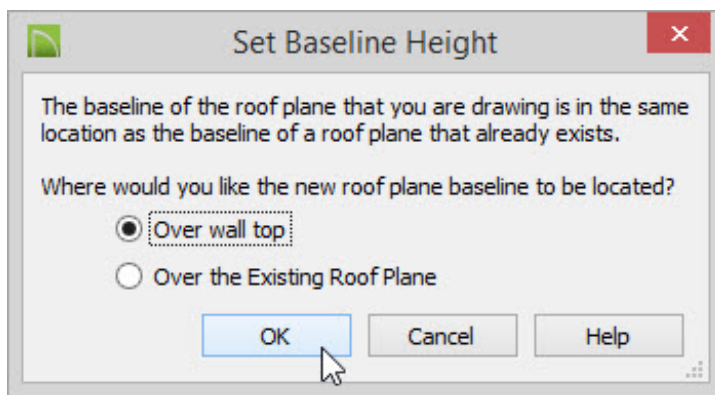 Set Baseline Height
The baseline of the roof plane that you are drawing is in the same
location as the baseline of a roof plane that already exists.
Where would you like the new roof plane baseline to be located?
Over wall top
Over the Existing Roof Plane
OK Cancel Help